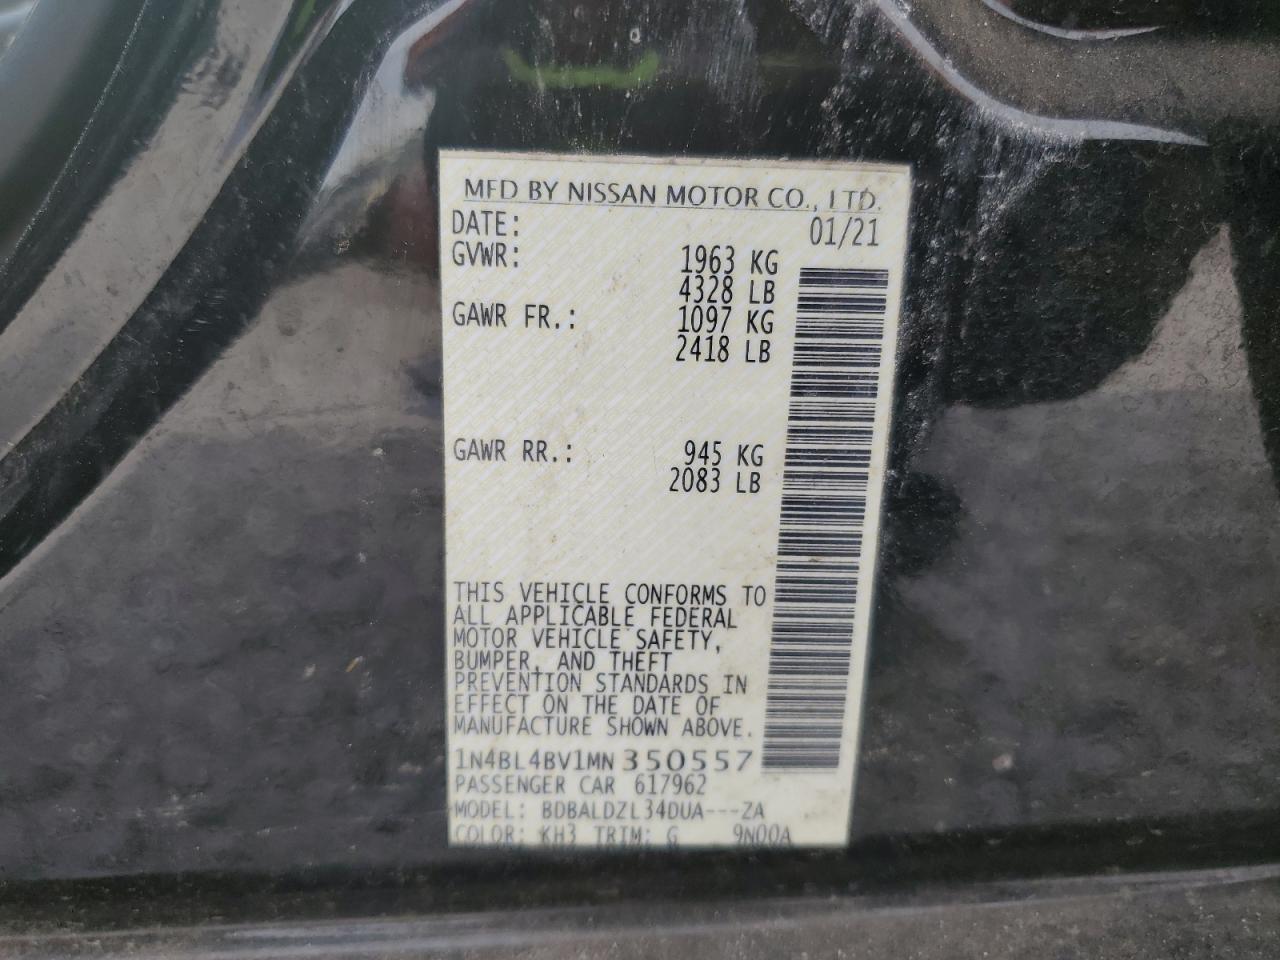 MFD BY NISSAN MOTOR CO., LTD.
DATE: 01/21
GVWR: 1963 KG
4328 LB
GAWR FR.: 1097 KG
2418 LB
GAWR RR.: 945 KG
2083 LB
THIS VEHICLE CONFORMS TO
ALL APPLICABLE FEDERAL
MOTOR VEHICLE SAFETY,
BUMPER, AND THEFT
PREVENTION STANDARDS IN
EFFECT ON THE DATE OF
MANUFACTURE SHOWN ABOVE.
1N4BL4BV1MN350557
PASSENGER CAR 617962
MODEL: BDBALDZL34DUA---ZA
COLOR: KH3 TRIM: G 9N00A